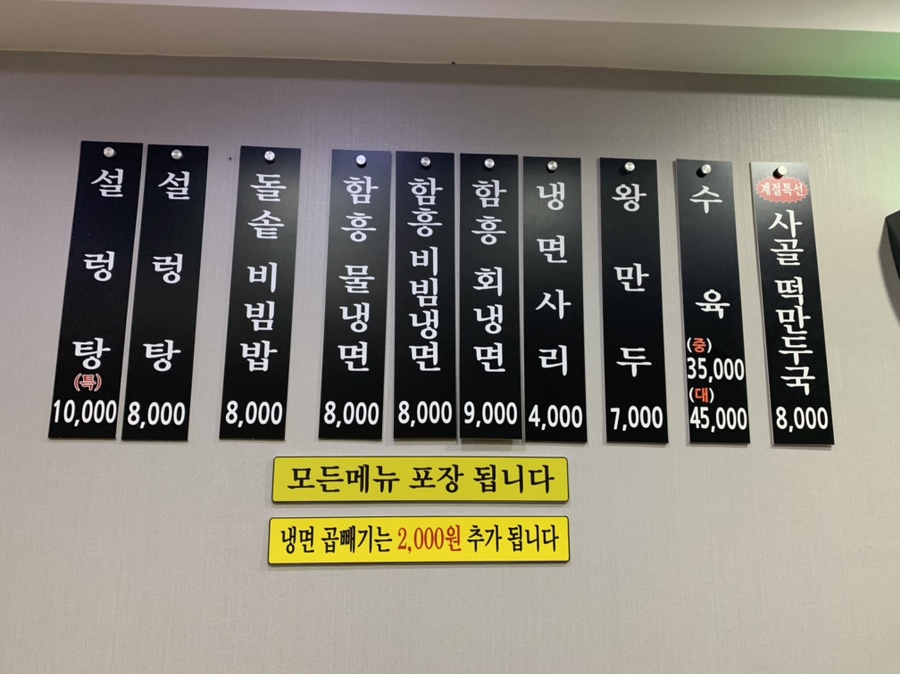 설렁탕
(특)
10,000
설렁탕
8,000
돌솥 비빔밥
8,000
함흥 물냉면
8,000
함흥 비빔냉면
8,000
함흥 회냉면
9,000
냉면사리
4,000
왕만두
7,000
수육
(중)
35,000
(대)
45,000
계절특선
사골 떡만두국
8,000
모든메뉴 포장 됩니다
냉면 곱빼기는 2,000원 추가 됩니다